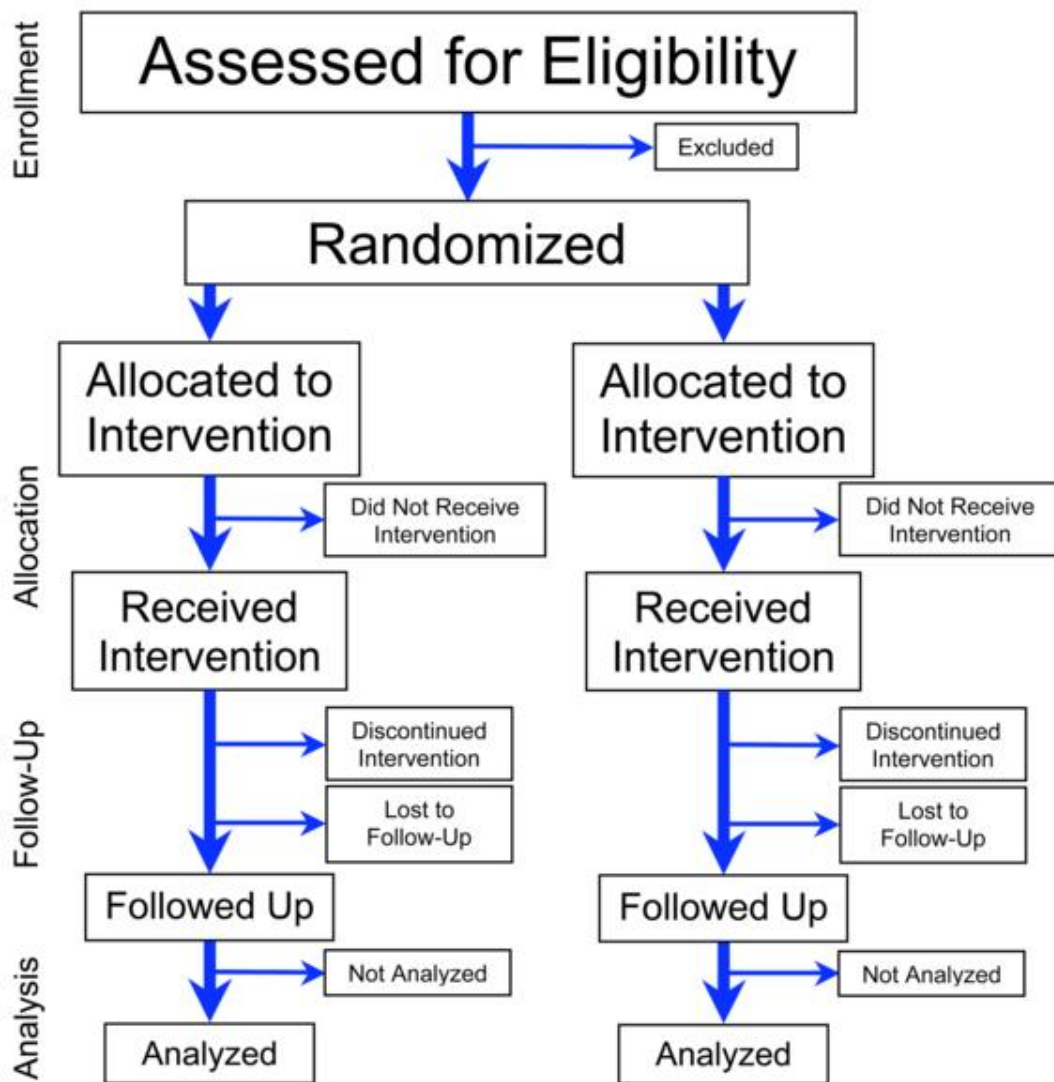 Enrollment
Assessed for Eligibility
Excluded
Randomized
Allocation
Allocated to
Intervention
Did Not Receive
Intervention
Received
Intervention
Allocated to
Intervention
Did Not Receive
Intervention
Received
Intervention
Follow-Up
Discontinued
Intervention
Lost to
Follow-Up
Followed Up
Discontinued
Intervention
Lost to
Follow-Up
Followed Up
Analysis
Not Analyzed
Analyzed
Not Analyzed
Analyzed